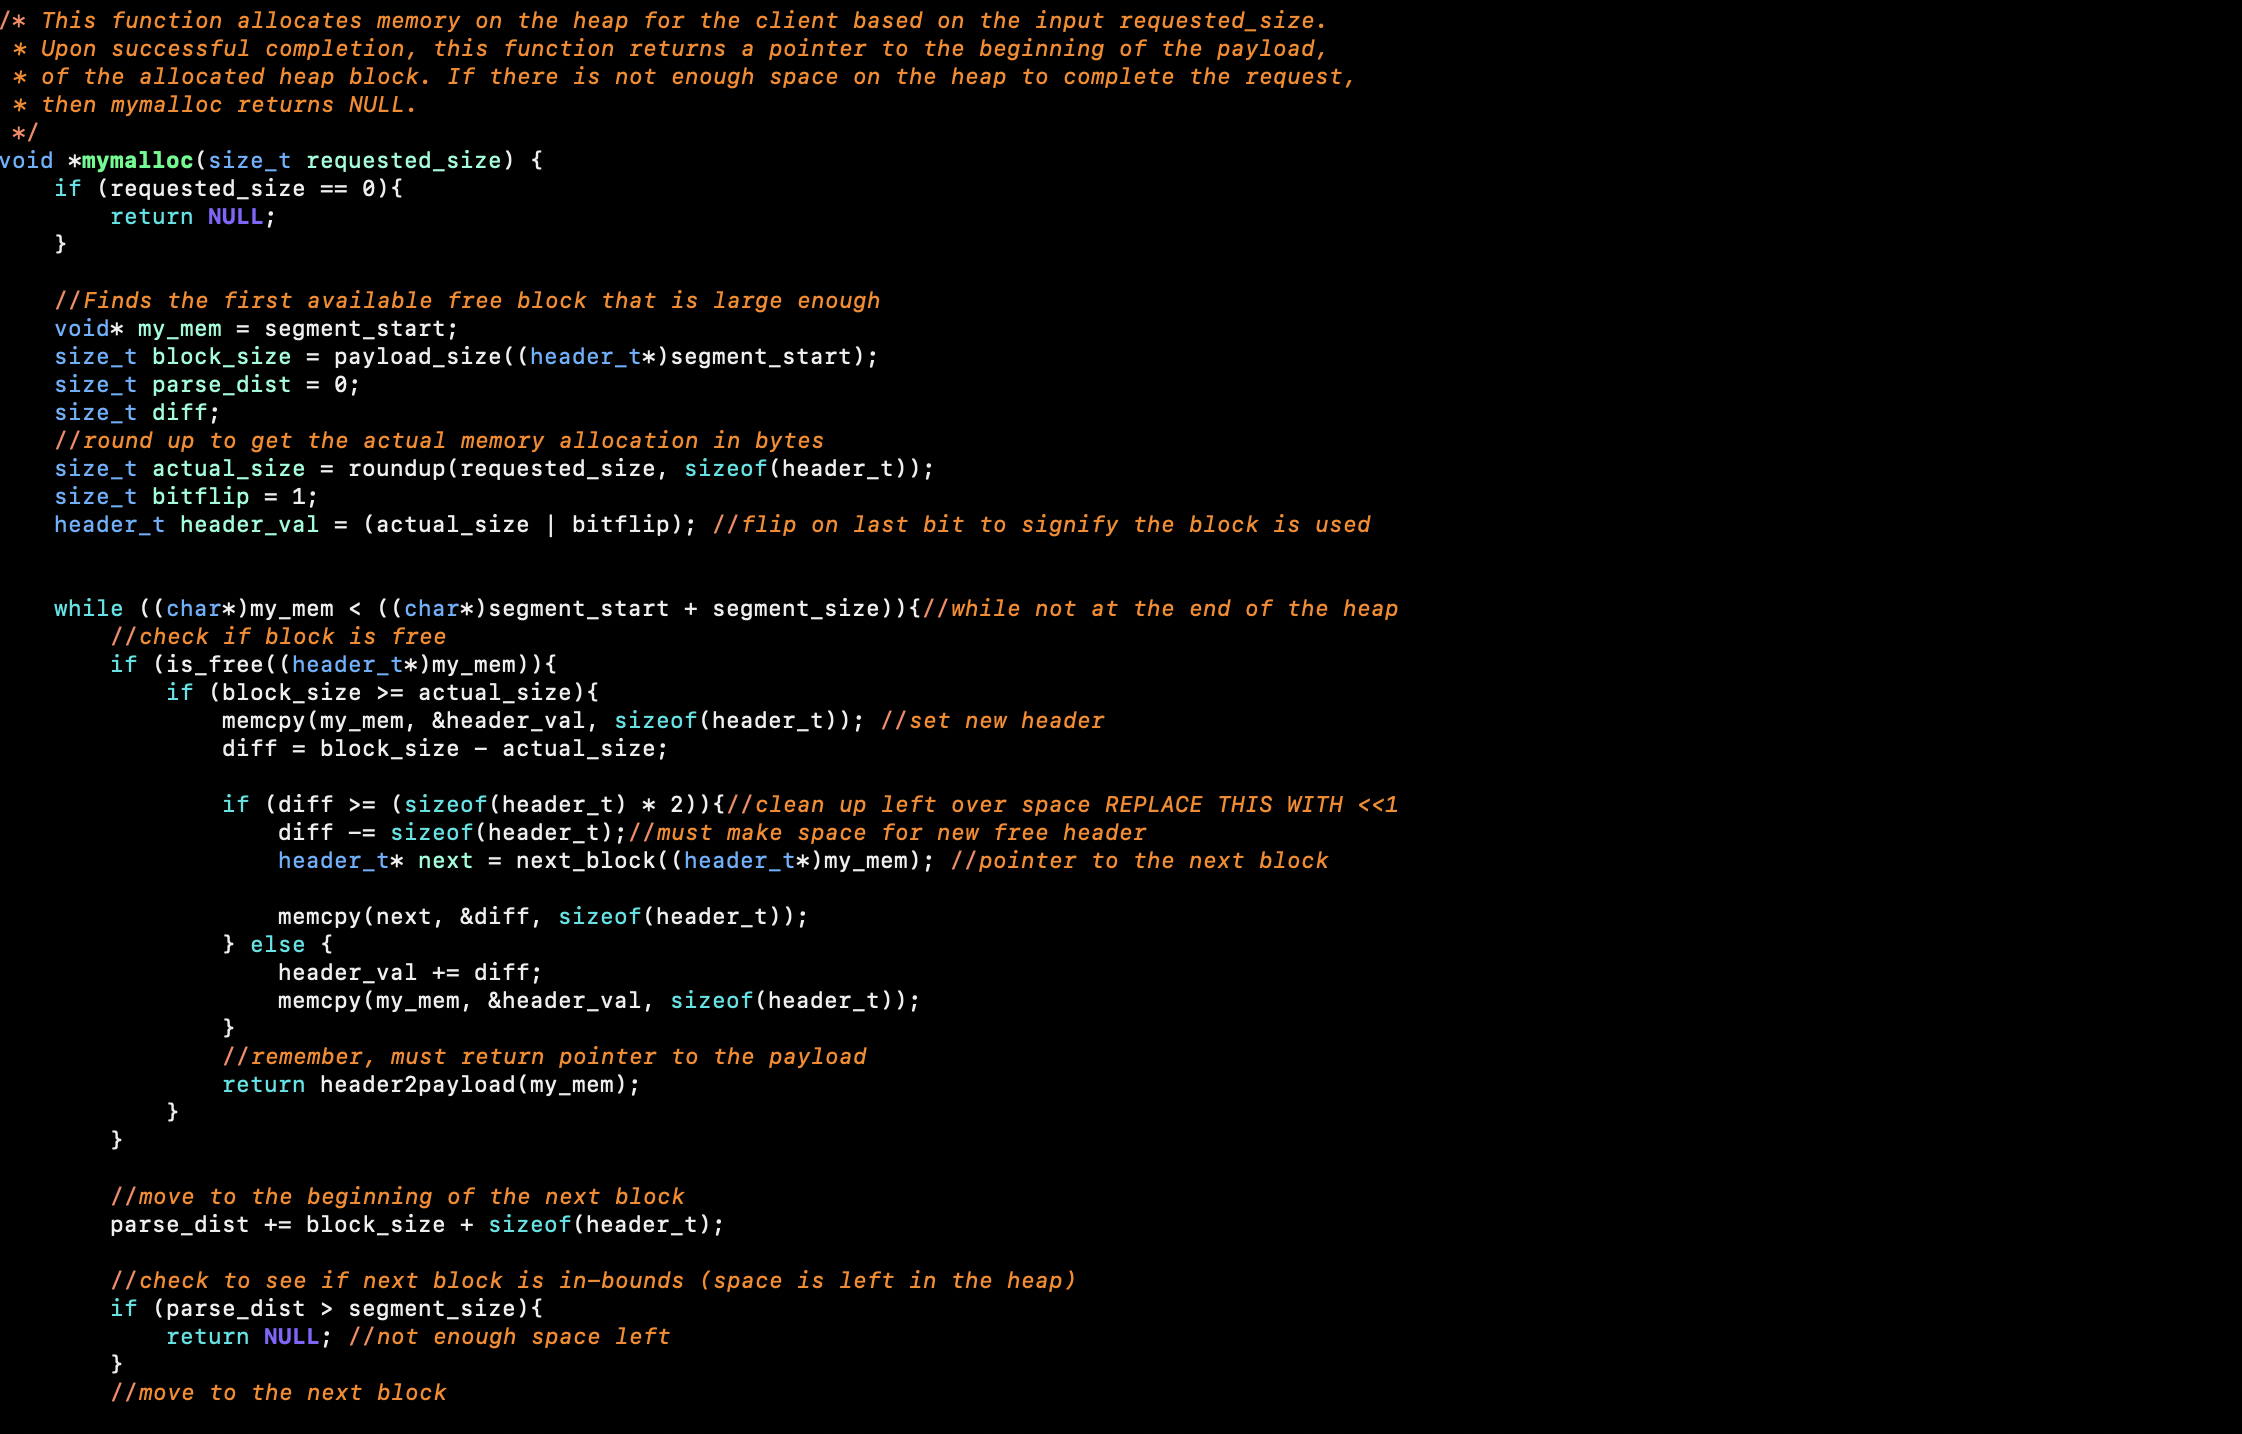 /* This function allocates memory on the heap for the client based on the input requested_size.
 * Upon successful completion, this function returns a pointer to the beginning of the payload,
 * of the allocated heap block. If there is not enough space on the heap to complete the request,
 * then mymalloc returns NULL.
 */
void *mymalloc(size_t requested_size) {
    if (requested_size == 0){
        return NULL;
    }

    //Finds the first available free block that is large enough
    void* my_mem = segment_start;
    size_t block_size = payload_size((header_t*)segment_start);
    size_t parse_dist = 0;
    size_t diff;
    //round up to get the actual memory allocation in bytes
    size_t actual_size = roundup(requested_size, sizeof(header_t));
    size_t bitflip = 1;
    header_t header_val = (actual_size | bitflip); //flip on last bit to signify the block is used


    while ((char*)my_mem < ((char*)segment_start + segment_size)){//while not at the end of the heap
        //check if block is free
        if (is_free((header_t*)my_mem)){
            if (block_size >= actual_size){
                memcpy(my_mem, &header_val, sizeof(header_t)); //set new header
                diff = block_size - actual_size;

                if (diff >= (sizeof(header_t) * 2)){//clean up left over space REPLACE THIS WITH <<1
                    diff -= sizeof(header_t);//must make space for new free header
                    header_t* next = next_block((header_t*)my_mem); //pointer to the next block

                    memcpy(next, &diff, sizeof(header_t));
                } else {
                    header_val += diff;
                    memcpy(my_mem, &header_val, sizeof(header_t));
                }
                //remember, must return pointer to the payload
                return header2payload(my_mem);
            }
        }

        //move to the beginning of the next block
        parse_dist += block_size + sizeof(header_t);

        //check to see if next block is in-bounds (space is left in the heap)
        if (parse_dist > segment_size){
            return NULL; //not enough space left
        }
        //move to the next block